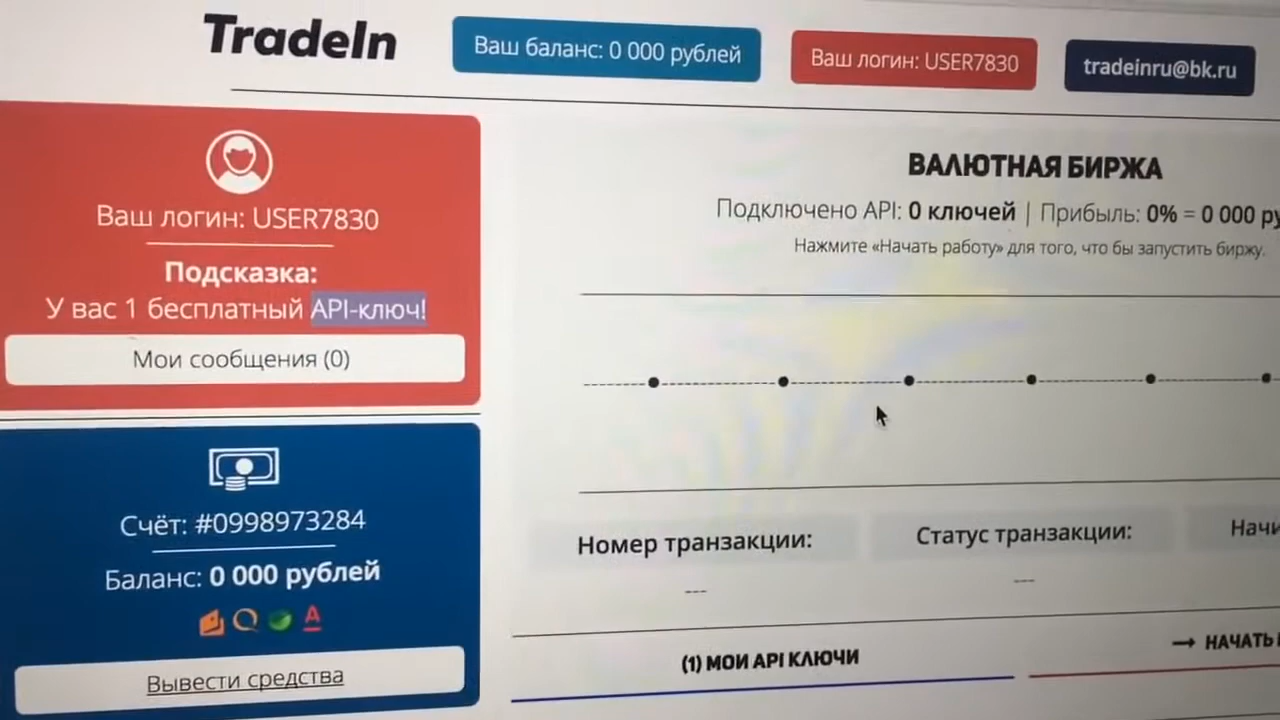 TradeIn
Ваш баланс: 0 000 рублей
Ваш логин: USER7830
tradeinru@bk.ru
Ваш логин: USER7830
Подсказка:
У вас 1 бесплатный API-ключ!
Мои сообщения (0)
Счёт: #0998973284
Баланс: 0 000 рублей
Вывести средства
ВАЛЮТНАЯ БИРЖА
Подключено API: 0 ключей | Прибыль: 0% = 0 000
Нажмите «Начать работу» для того, что бы запустить биржу.
Номер транзакции:
Статус транзакции:
---
---
(1) МОИ API КЛЮЧИ
→ НАЧАТЬ